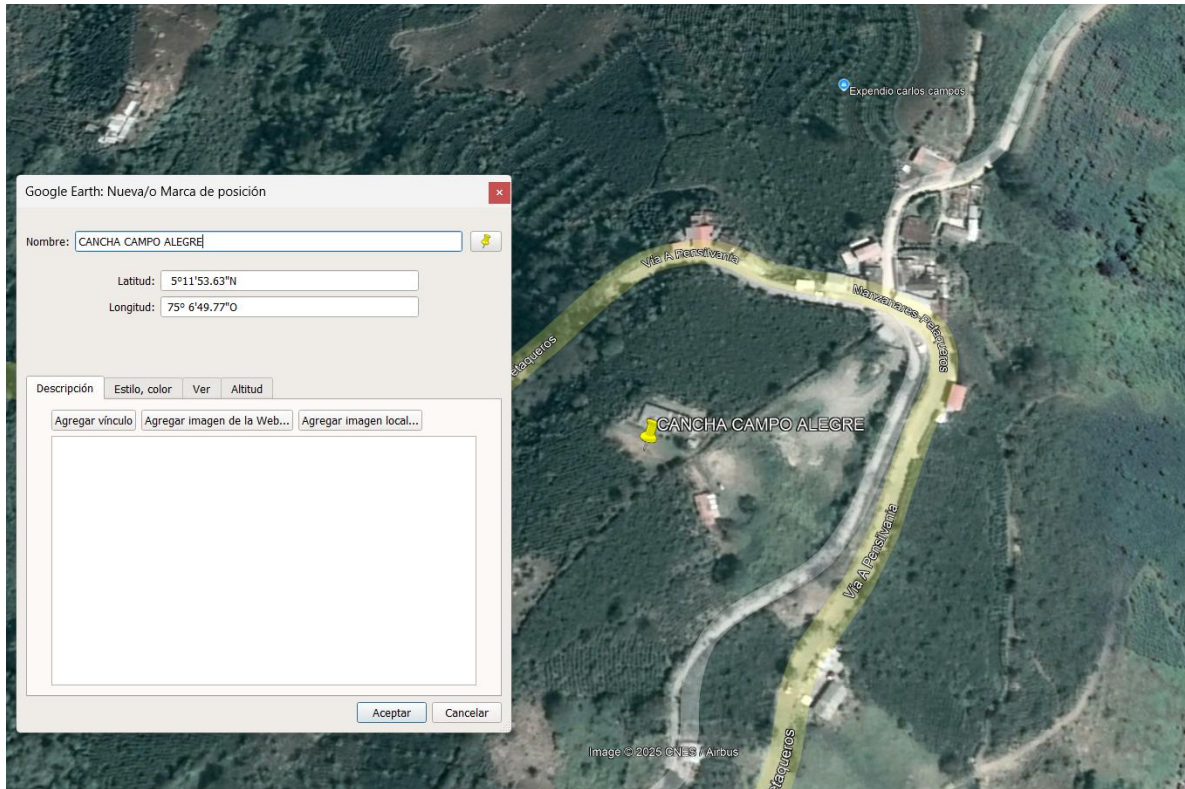 Expendio carlos campos
Google Earth: Nueva/o Marca de posición
Nombre: CANCHA CAMPO ALEGRE
Latitud: 5°11'53.63"N
Longitud: 75° 6'49.77"O
Descripción Estilo, color Ver Altitud
Agregar vínculo Agregar imagen de la Web... Agregar imagen local...
Aceptar Cancelar
Vía A Pensilvania
Manzanares-Petaqueros
etaqueros
CANCHA CAMPO ALEGRE
Vía A Pensilvania
Image © 2025 CNES / Airbus
etaqueros